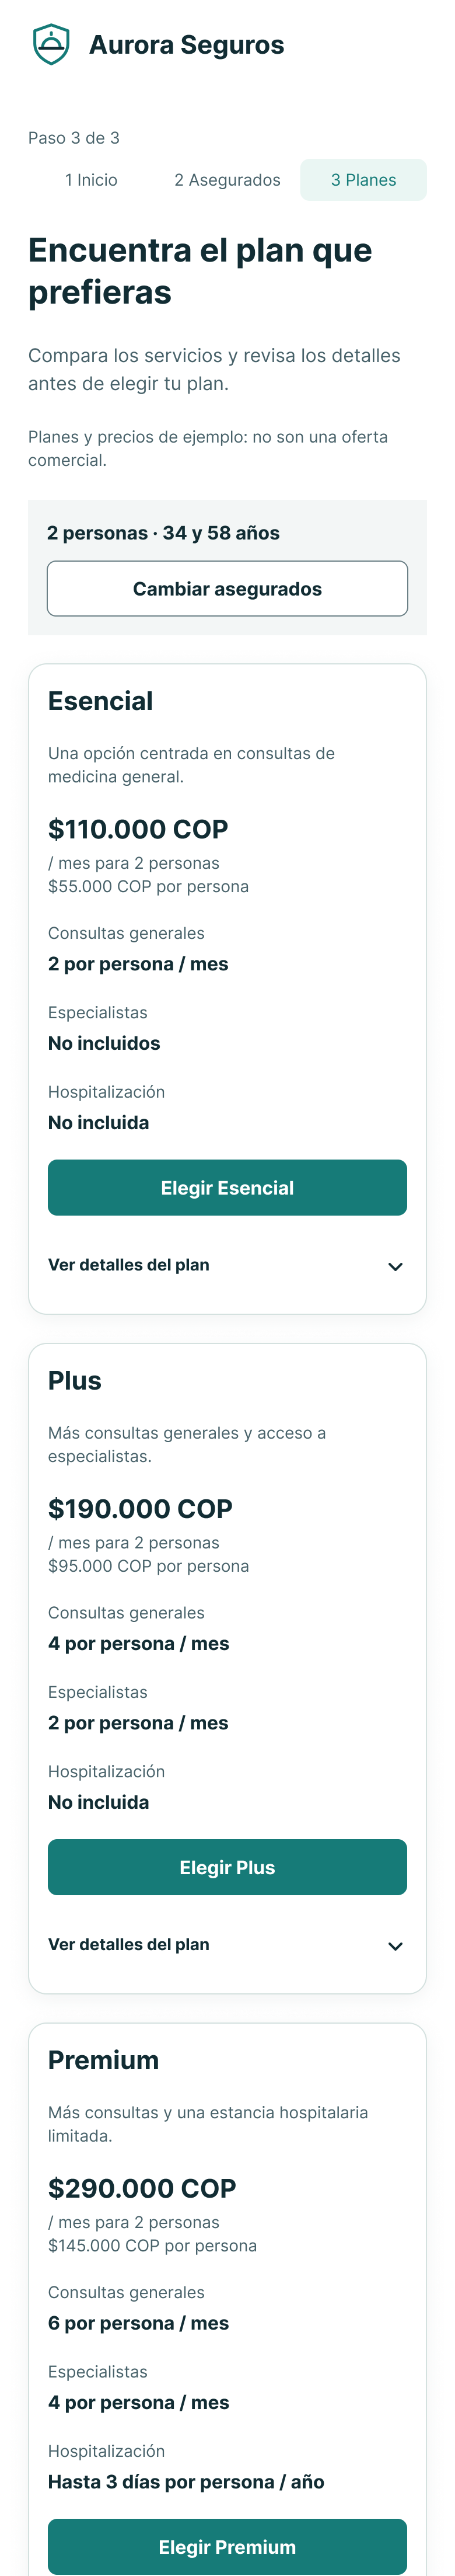 Aurora Seguros
Paso 3 de 3
1 Inicio
2 Asegurados
3 Planes
Encuentra el plan que
prefieras
Compara los servicios y revisa los detalles
antes de elegir tu plan.
Planes y precios de ejemplo: no son una oferta
comercial.
2 personas · 34 y 58 años
Cambiar asegurados
Esencial
Una opción centrada en consultas de
medicina general.
$110.000 COP
/ mes para 2 personas
$55.000 COP por persona
Consultas generales
2 por persona / mes
Especialistas
No incluidos
Hospitalización
No incluida
Elegir Esencial
Ver detalles del plan
Plus
Más consultas generales y acceso a
especialistas.
$190.000 COP
/ mes para 2 personas
$95.000 COP por persona
Consultas generales
4 por persona / mes
Especialistas
2 por persona / mes
Hospitalización
No incluida
Elegir Plus
Ver detalles del plan
Premium
Más consultas y una estancia hospitalaria
limitada.
$290.000 COP
/ mes para 2 personas
$145.000 COP por persona
Consultas generales
6 por persona / mes
Especialistas
4 por persona / mes
Hospitalización
Hasta 3 días por persona / año
Elegir Premium